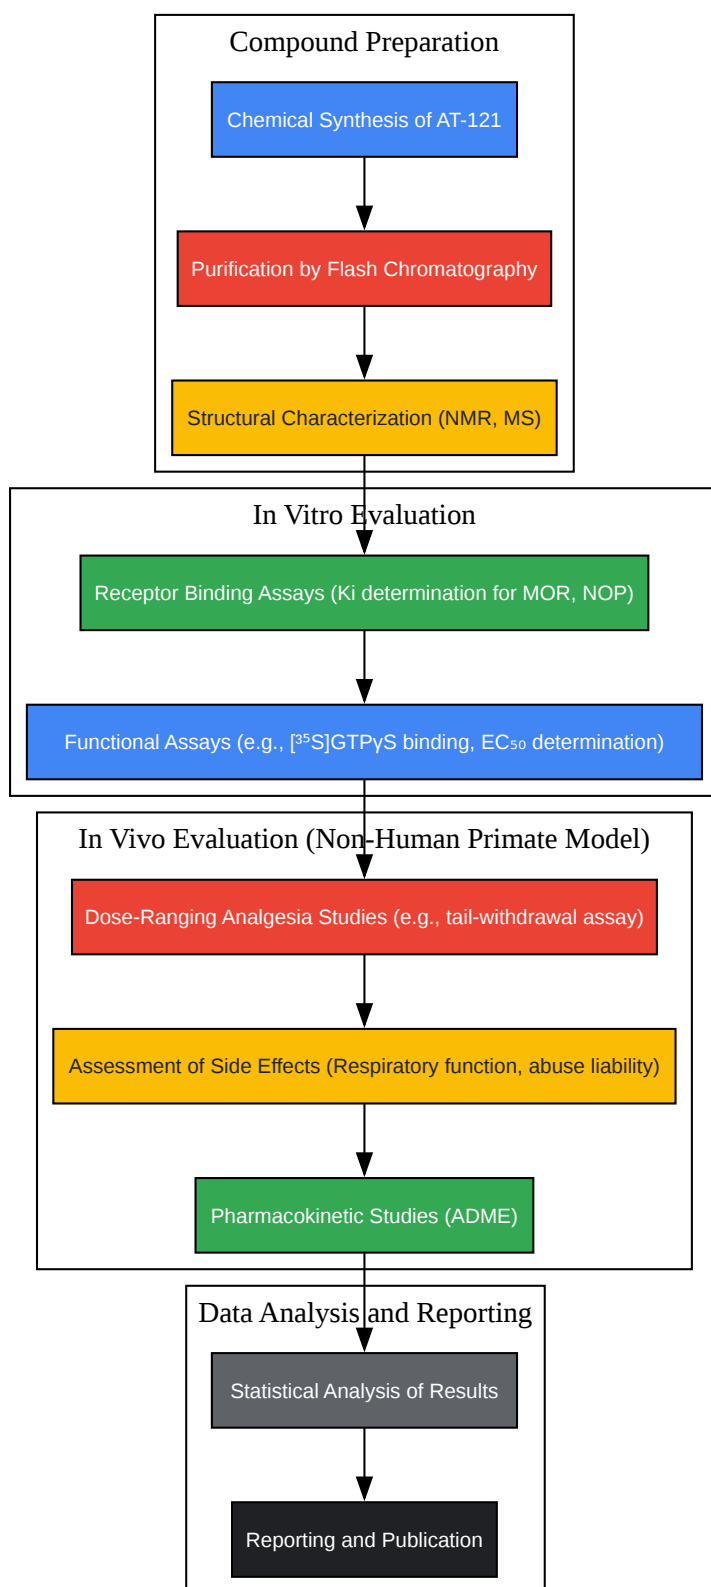 Compound Preparation
Chemical Synthesis of AT-121
Purification by Flash Chromatography
Structural Characterization (NMR, MS)
In Vitro Evaluation
Receptor Binding Assays (Ki determination for MOR, NOP)
Functional Assays (e.g., [³⁵S]GTPγS binding, EC₅₀ determination)
In Vivo Evaluation (Non-Human Primate Model)
Dose-Ranging Analgesia Studies (e.g., tail-withdrawal assay)
Assessment of Side Effects (Respiratory function, abuse liability)
Pharmacokinetic Studies (ADME)
Data Analysis and Reporting
Statistical Analysis of Results
Reporting and Publication